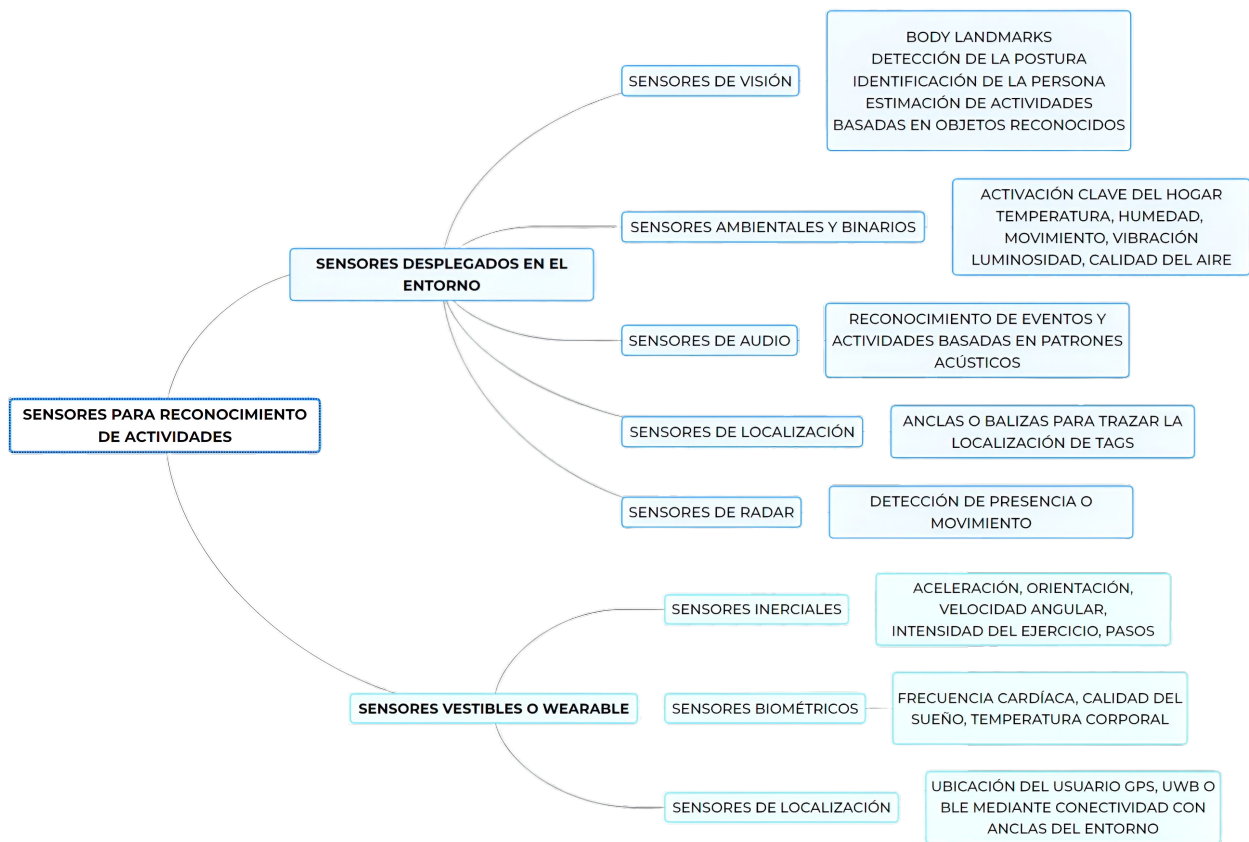 SENSORES PARA RECONOCIMIENTO
DE ACTIVIDADES
SENSORES DESPLEGADOS EN EL
ENTORNO
SENSORES DE VISIÓN
BODY LANDMARKS
DETECCIÓN DE LA POSTURA
IDENTIFICACIÓN DE LA PERSONA
ESTIMACIÓN DE ACTIVIDADES
BASADAS EN OBJETOS RECONOCIDOS
SENSORES AMBIENTALES Y BINARIOS
ACTIVACIÓN CLAVE DEL HOGAR
TEMPERATURA, HUMEDAD,
MOVIMIENTO, VIBRACIÓN
LUMINOSIDAD, CALIDAD DEL AIRE
SENSORES DE AUDIO
RECONOCIMIENTO DE EVENTOS Y
ACTIVIDADES BASADAS EN PATRONES
ACÚSTICOS
SENSORES DE LOCALIZACIÓN
ANCLAS O BALIZAS PARA TRAZAR LA
LOCALIZACIÓN DE TAGS
SENSORES DE RADAR
DETECCIÓN DE PRESENCIA O
MOVIMIENTO
SENSORES VESTIBLES O WEARABLE
SENSORES INERCIALES
ACELERACIÓN, ORIENTACIÓN,
VELOCIDAD ANGULAR,
INTENSIDAD DEL EJERCICIO, PASOS
SENSORES BIOMÉTRICOS
FRECUENCIA CARDÍACA, CALIDAD DEL
SUEÑO, TEMPERATURA CORPORAL
SENSORES DE LOCALIZACIÓN
UBICACIÓN DEL USUARIO GPS, UWB O
BLE MEDIANTE CONECTIVIDAD CON
ANCLAS DEL ENTORNO